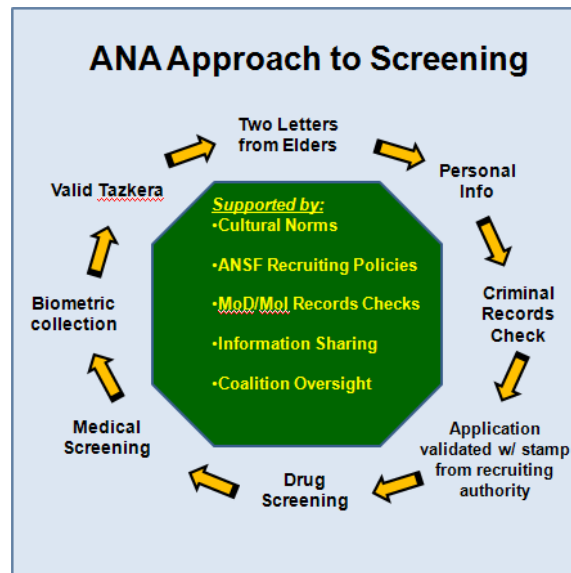 ANA Approach to Screening
Two Letters
from Elders
Personal
Info
Criminal
Records
Check
Application
validated w/ stamp
from recruiting
authority
Drug
Screening
Medical
Screening
Biometric
collection
Valid Tazkera
Supported by:
•Cultural Norms
•ANSF Recruiting Policies
•MoD/MoI Records Checks
•Information Sharing
•Coalition Oversight